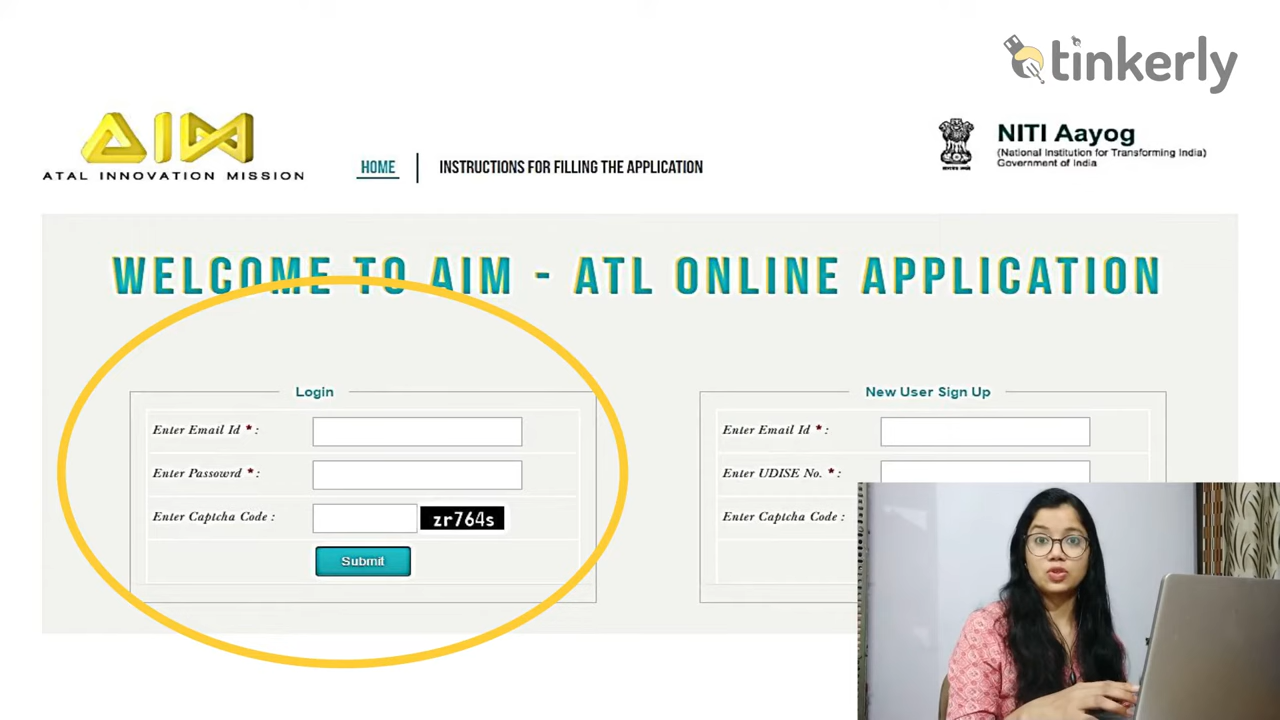 tinkerly
AIM
ATAL INNOVATION MISSION
HOME
INSTRUCTIONS FOR FILLING THE APPLICATION
NITI Aayog
(National Institution for Transforming India)
Government of India
WELCOME TO AIM - ATL ONLINE APPLICATION
Login
Enter Email Id * :
Enter Passowrd * :
Enter Captcha Code :
zr764s
Submit
New User Sign Up
Enter Email Id * :
Enter UDISE No. * :
Enter Captcha Code :